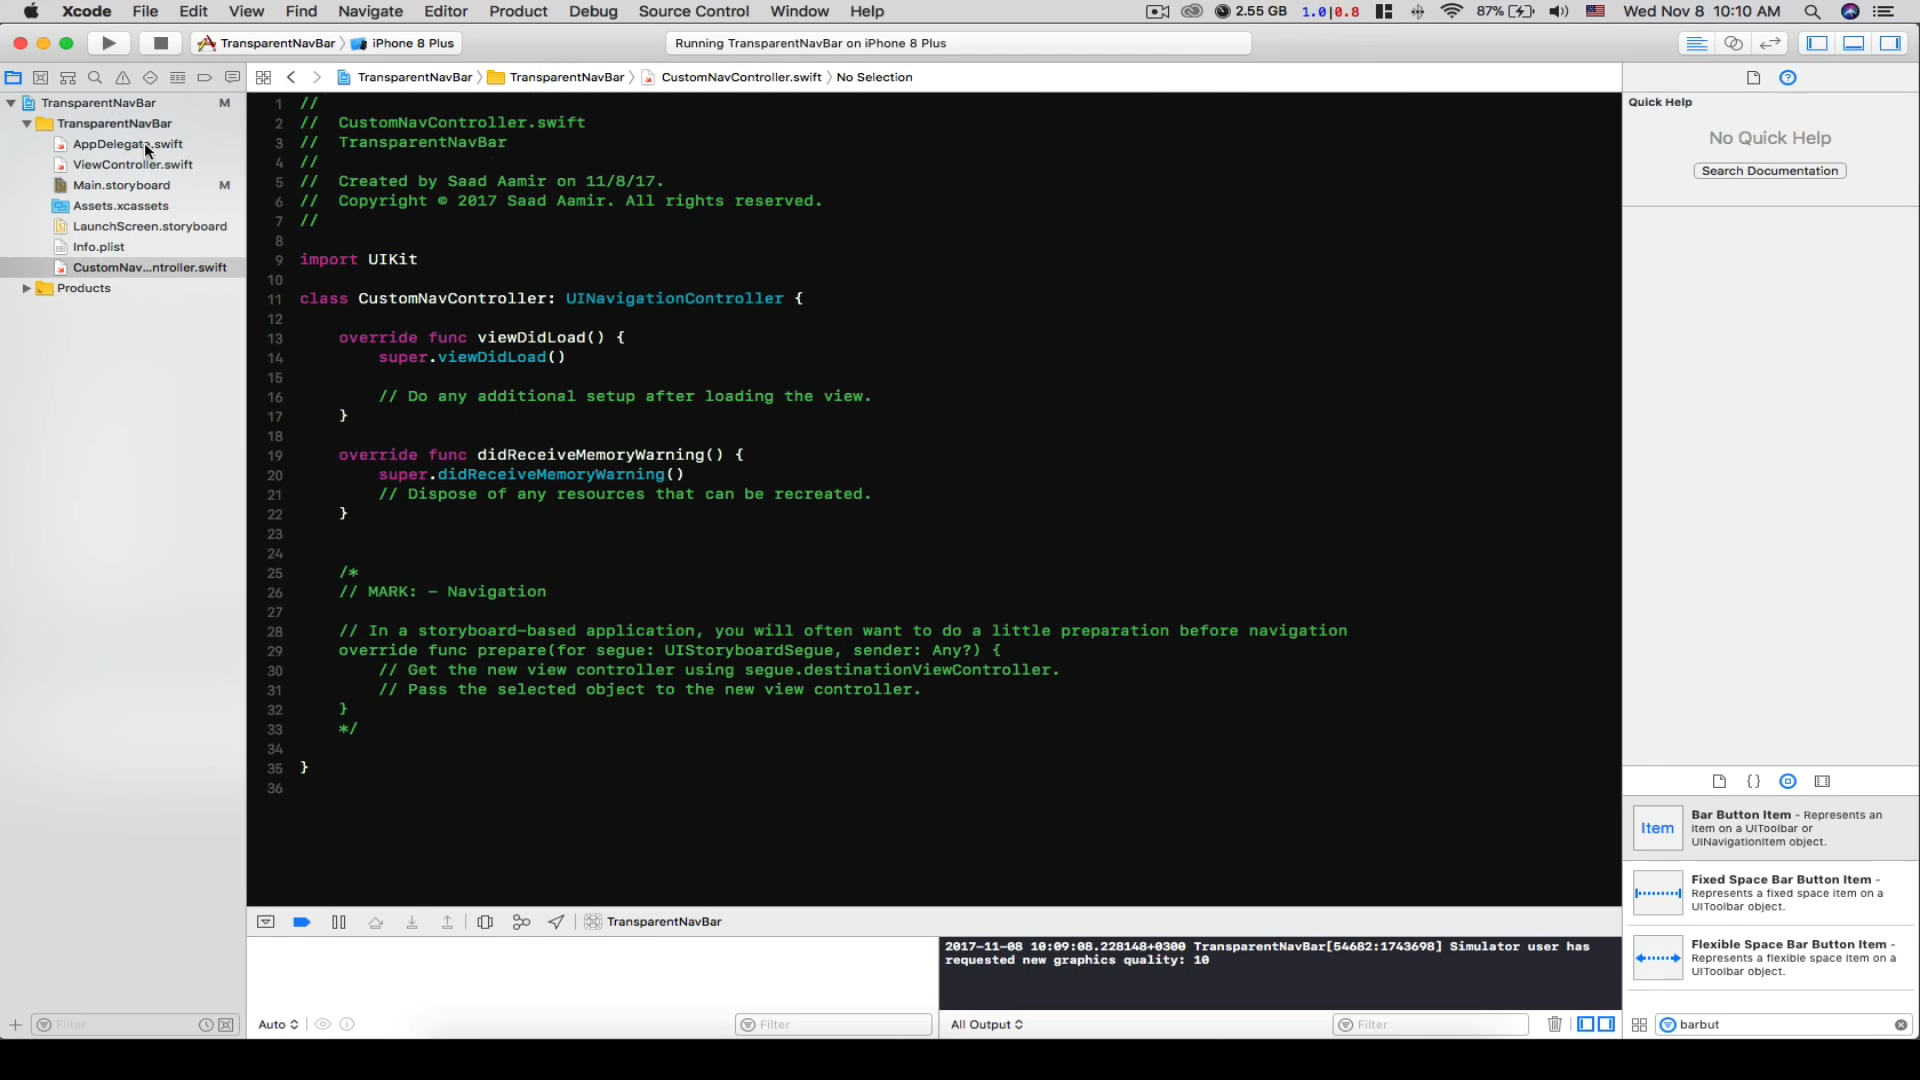 Xcode File Edit View Find Navigate Editor Product Debug Source Control Window Help 2.55 GB 1.0|0.8 87% Wed Nov 8 10:10 AM
TransparentNavBar iPhone 8 Plus Running TransparentNavBar on iPhone 8 Plus
TransparentNavBar TransparentNavBar CustomNavController.swift No Selection
TransparentNavBar M
TransparentNavBar
AppDelegate.swift
ViewController.swift
Main.storyboard M
Assets.xcassets
LaunchScreen.storyboard
Info.plist
CustomNav...ntroller.swift
Products
Filter
1 //
2 // CustomNavController.swift
3 // TransparentNavBar
4 //
5 // Created by Saad Aamir on 11/8/17.
6 // Copyright © 2017 Saad Aamir. All rights reserved.
7 //
8
9 import UIKit
10
11 class CustomNavController: UINavigationController {
12
13 override func viewDidLoad() {
14 super.viewDidLoad()
15
16 // Do any additional setup after loading the view.
17 }
18
19 override func didReceiveMemoryWarning() {
20 super.didReceiveMemoryWarning()
21 // Dispose of any resources that can be recreated.
22 }
23
24
25 /*
26 // MARK: - Navigation
27
28 // In a storyboard-based application, you will often want to do a little preparation before navigation
29 override func prepare(for segue: UIStoryboardSegue, sender: Any?) {
30 // Get the new view controller using segue.destinationViewController.
31 // Pass the selected object to the new view controller.
32 }
33 */
34
35 }
36
TransparentNavBar
2017-11-08 10:09:08.228148+0300 TransparentNavBar[54682:1743698] Simulator user has
requested new graphics quality: 10
Auto Filter
All Output Filter
Quick Help
No Quick Help
Search Documentation
{ }
Item
Bar Button Item - Represents an
item on a UIToolbar or
UINavigationItem object.
Fixed Space Bar Button Item -
Represents a fixed space item on a
UIToolbar object.
Flexible Space Bar Button Item -
Represents a flexible space item on a
UIToolbar object.
barbut